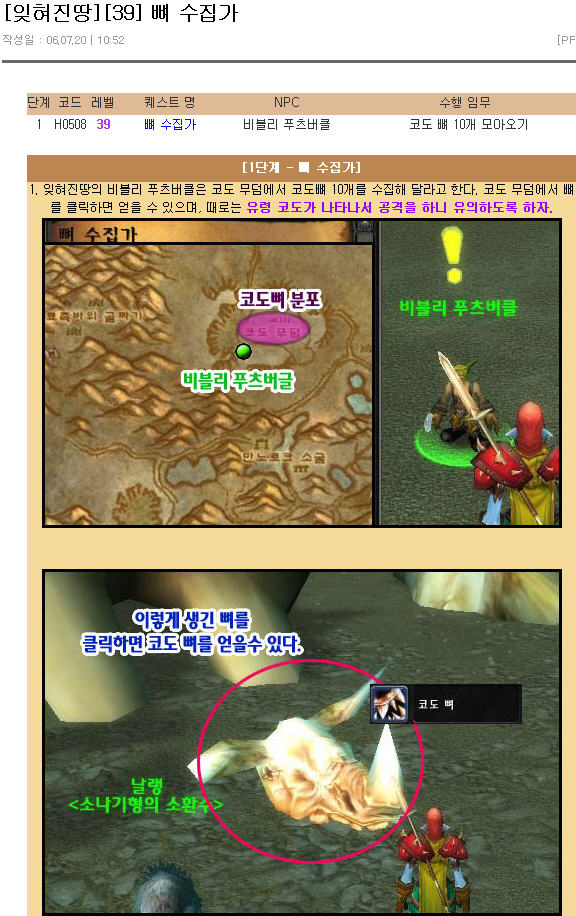 [잊혀진땅][39] 뼈 수집가
작성일 : 06.07.20 | 10:52 [PF
단계 코드 레벨 퀘스트 명 NPC 수행 임무
1 H0508 39 뼈 수집가 비블리 푸츠버클 코도 뼈 10개 모아오기
[1단계 - 뼈 수집가]
1. 잊혀진땅의 비블리 푸츠버클은 코도 무덤에서 코도뼈 10개를 수집해 달라고 한다. 코도 무덤에서 뼈
를 클릭하면 얻을 수 있으며, 때로는 유령 코도가 나타나서 공격을 하니 유의하도록 하자.
뼈 수집가
코도뼈 분포
코도 무덤
비블리 푸츠버글
만노로크 소굴
비블리 푸츠버클
이렇게 생긴 뼈를
클릭하면 코도 뼈를 얻을수 있다.
코도 뼈
날랭
<소나기형의 소환수>